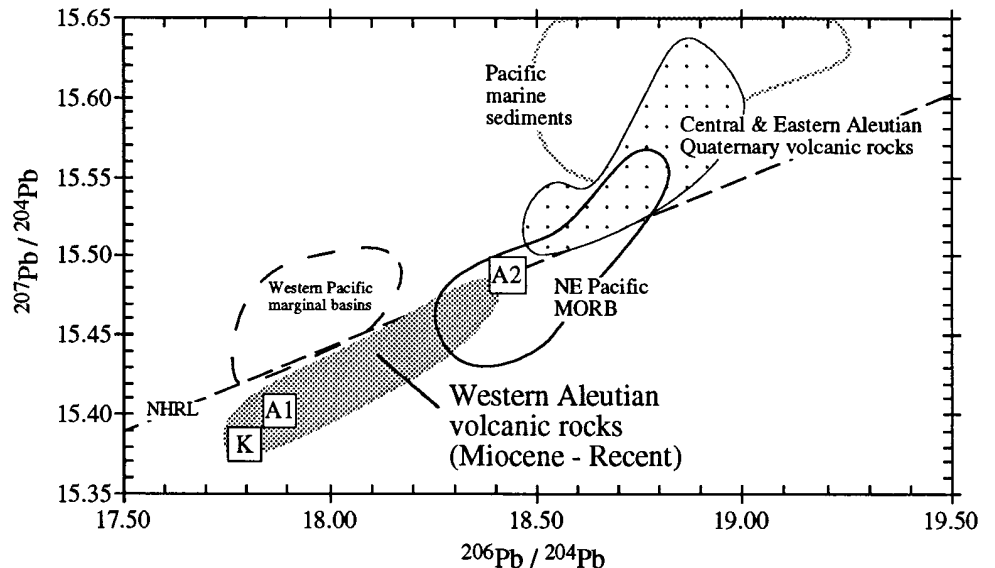 15.65
15.60
15.55
15.50
15.45
15.40
15.35
207Pb / 204Pb
Pacific
marine
sediments
Central & Eastern Aleutian
Quaternary volcanic rocks
A2
Western Pacific
marginal basins
NE Pacific
MORB
NHRL
A1
K
Western Aleutian
volcanic rocks
(Miocene - Recent)
17.50
18.00
18.50
19.00
19.50
206Pb / 204Pb